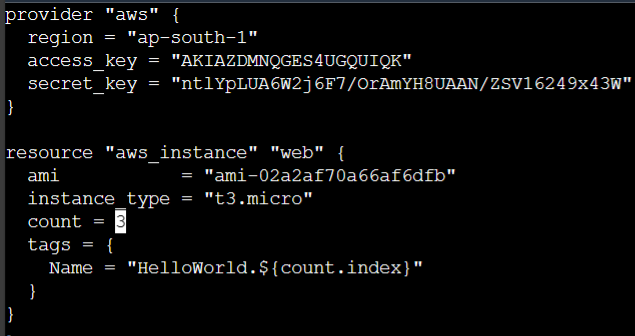 provider "aws" {
region = "ap-south-1"
access_key = "AKIAZDMNQGES4UGQUIQK"
secret_key = "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"
}
resource "aws_instance" "web" {
ami = "ami-02a2af70a66af6dfb"
instance_type = "t3.micro"
count = 3
tags = {
Name = "HelloWorld.${count.index}"
}
}